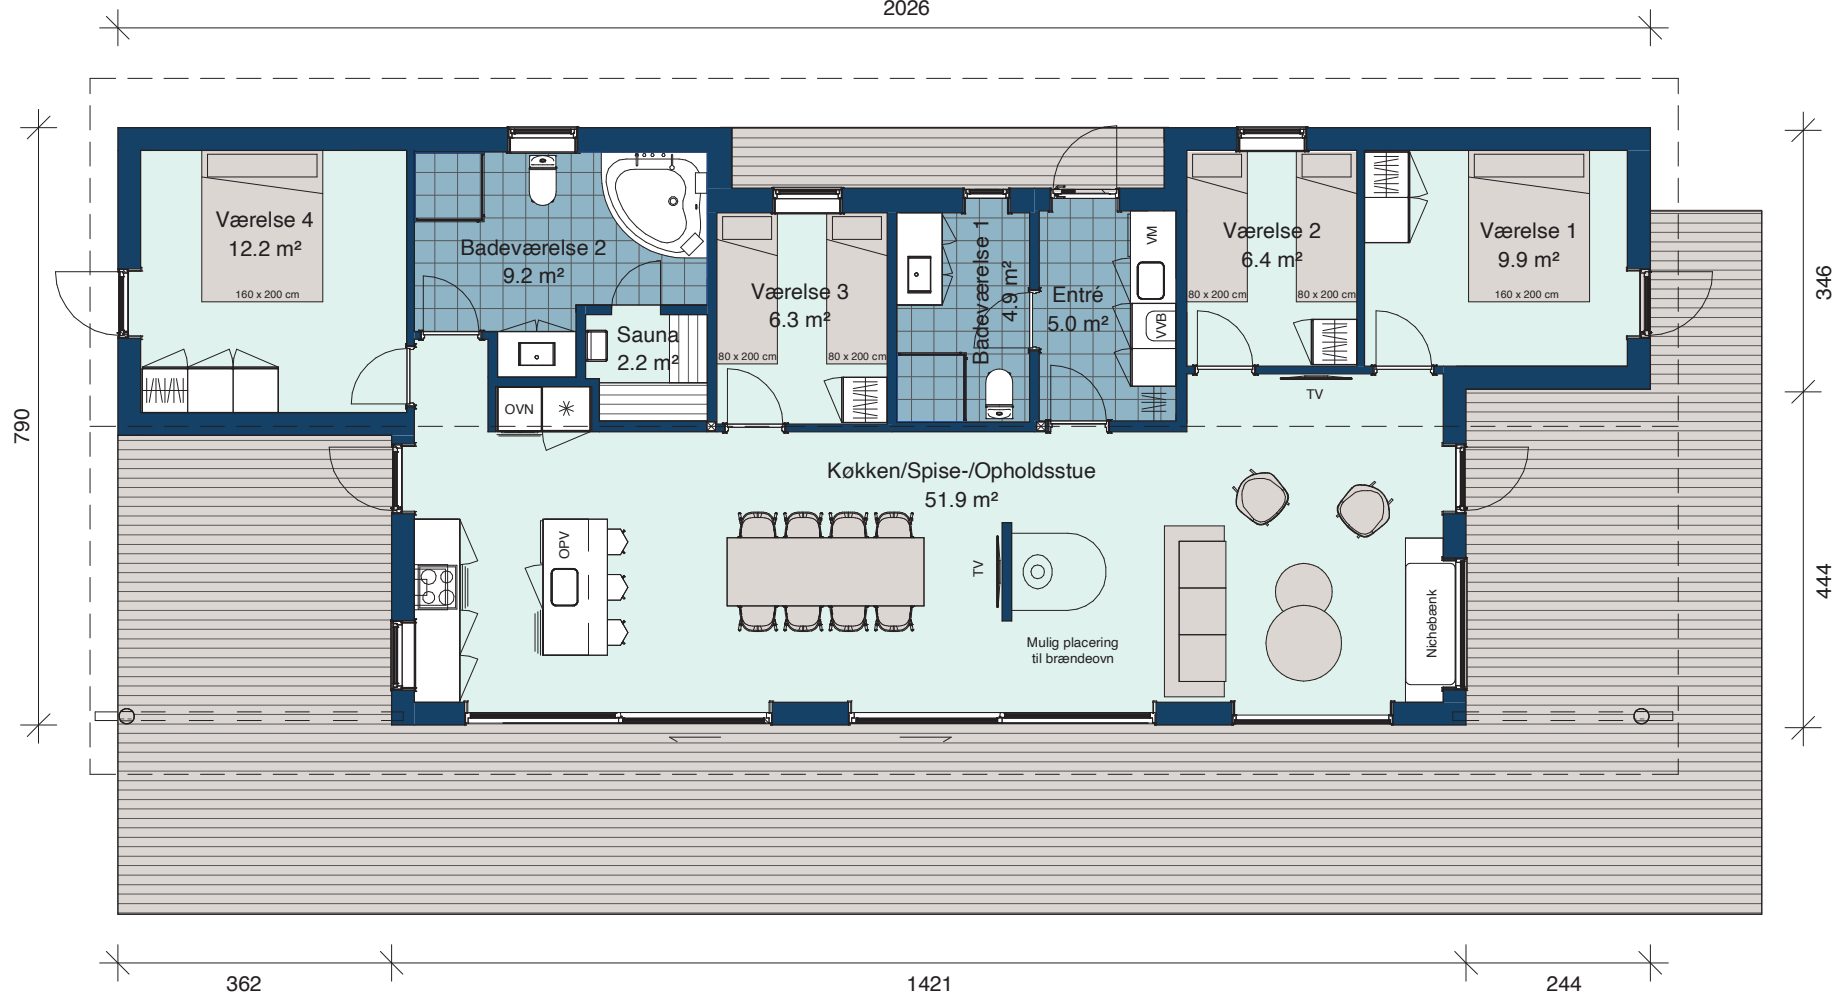 2026
Værelse 4
12.2 m²
160 x 200 cm
Badeværelse 2
9.2 m²
Sauna
2.2 m²
Værelse 3
6.3 m²
80 x 200 cm
80 x 200 cm
Badeværelse 1
4.9 m²
Entré
5.0 m²
VM
VVB
Værelse 2
6.4 m²
80 x 200 cm
80 x 200 cm
Værelse 1
9.9 m²
160 x 200 cm
346
790
OVN
TV
Køkken/Spise-/Opholdsstue
51.9 m²
OPV
TV
Mulig placering
til brændeovn
Nichebænk
444
362
1421
244